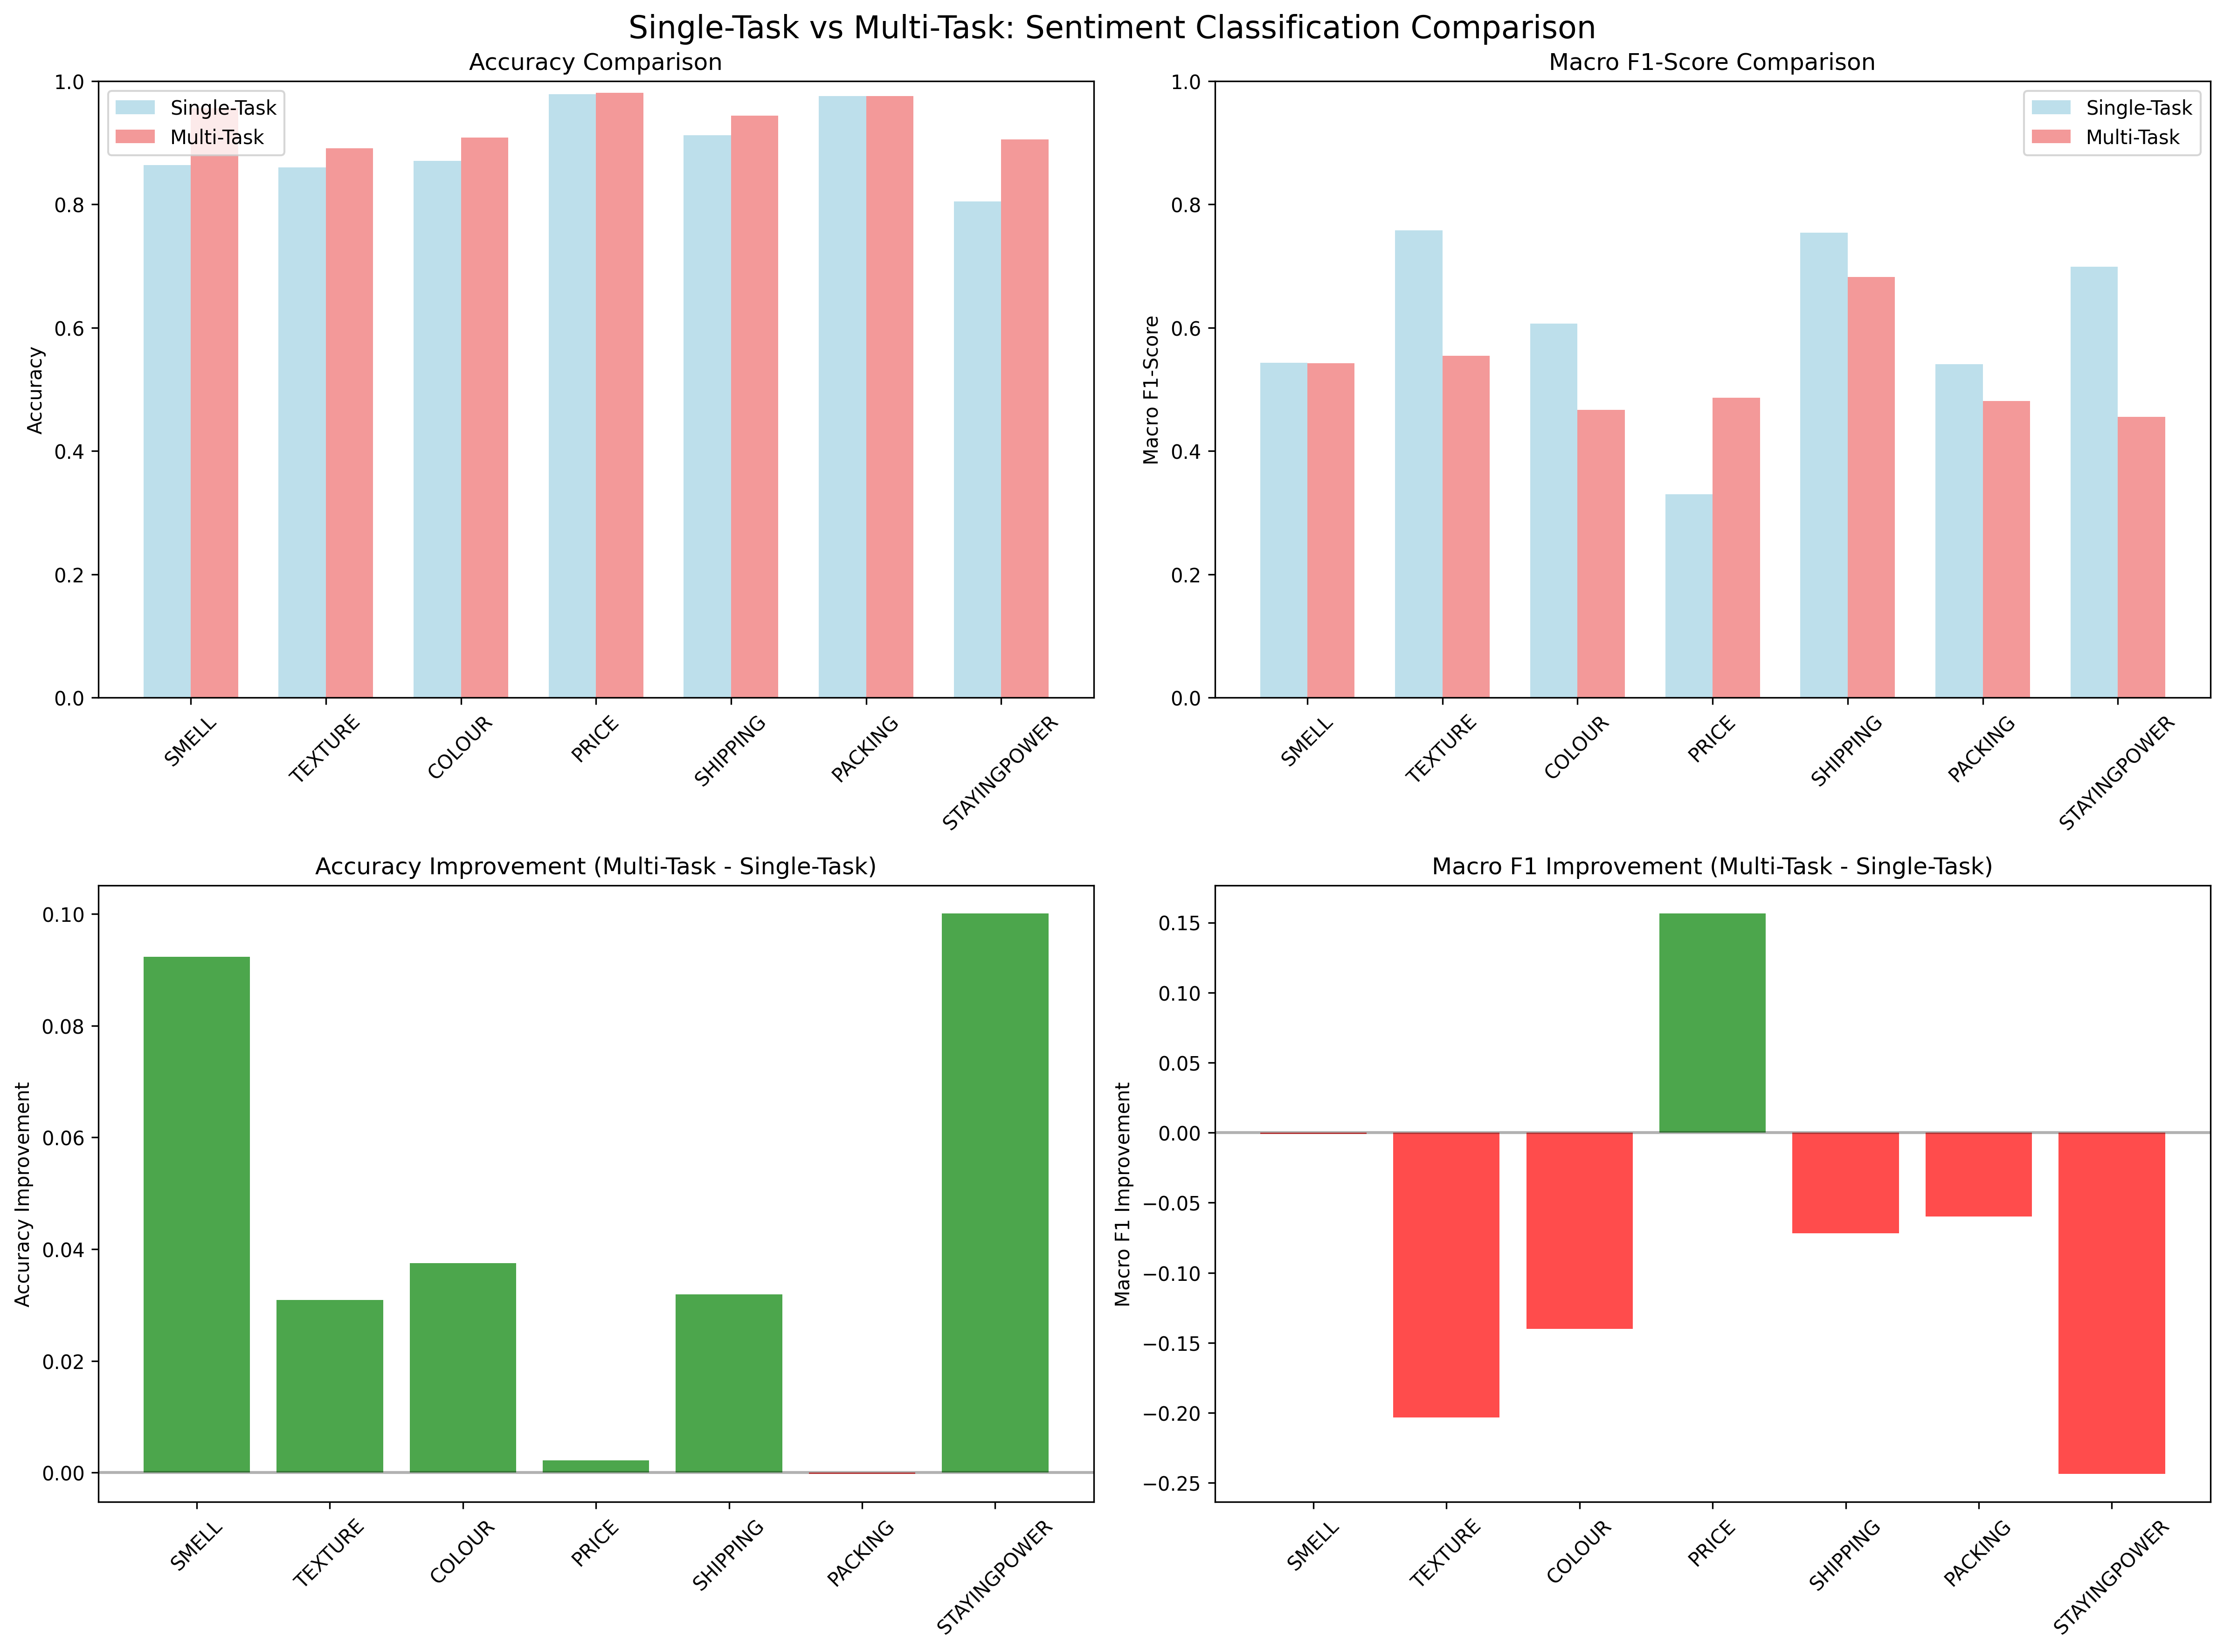 Single-Task vs Multi-Task: Sentiment Classification Comparison
Accuracy Comparison
1.0
0.8
0.6
0.4
0.2
0.0
Accuracy
Single-Task
Multi-Task
SMELL
TEXTURE
COLOUR
PRICE
SHIPPING
PACKING
STAYINGPOWER
Macro F1-Score Comparison
1.0
0.8
0.6
0.4
0.2
0.0
Macro F1-Score
Single-Task
Multi-Task
SMELL
TEXTURE
COLOUR
PRICE
SHIPPING
PACKING
STAYINGPOWER
Accuracy Improvement (Multi-Task - Single-Task)
0.10
0.08
0.06
0.04
0.02
0.00
Accuracy Improvement
SMELL
TEXTURE
COLOUR
PRICE
SHIPPING
PACKING
STAYINGPOWER
Macro F1 Improvement (Multi-Task - Single-Task)
0.15
0.10
0.05
0.00
−0.05
−0.10
−0.15
−0.20
−0.25
Macro F1 Improvement
SMELL
TEXTURE
COLOUR
PRICE
SHIPPING
PACKING
STAYINGPOWER